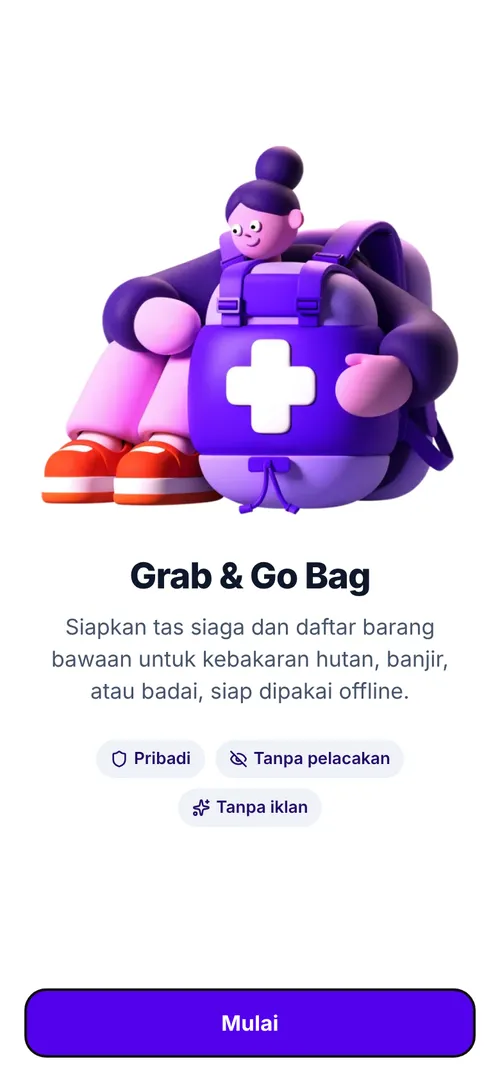 Grab & Go Bag
Siapkan tas siaga dan daftar barang
bawaan untuk kebakaran hutan, banjir,
atau badai, siap dipakai offline.
Pribadi
Tanpa pelacakan
Tanpa iklan
Mulai